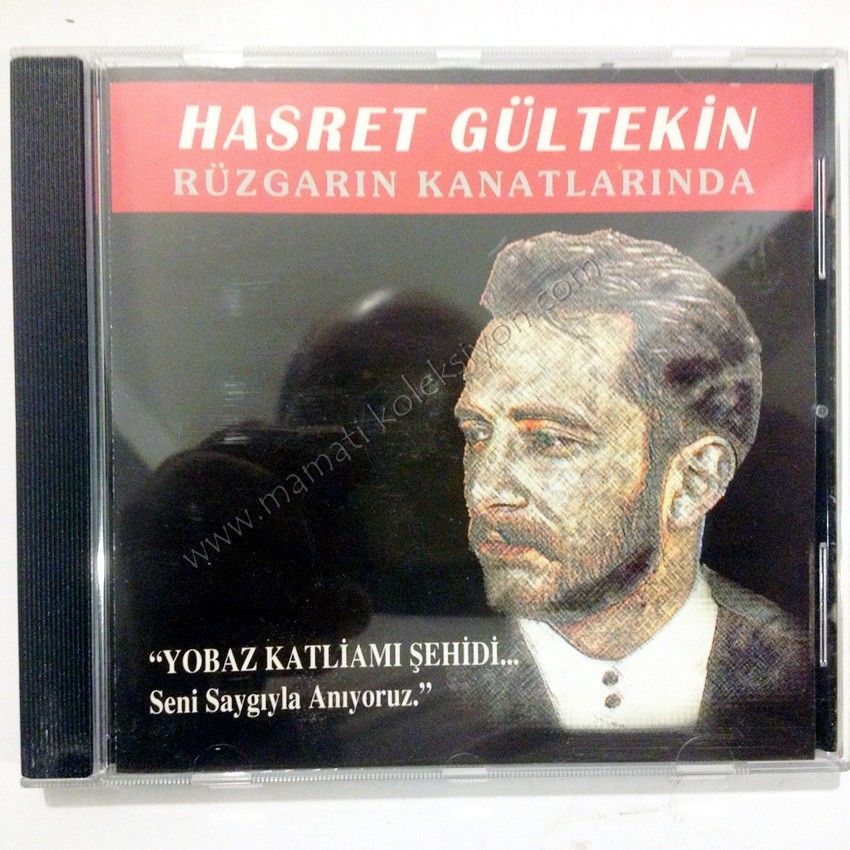 HASRET GÜLTEKİN
RÜZGARIN KANATLARINDA
www.mamatikoleksiyon.com
“YOBAZ KATLİAMI ŞEHİDİ...
Seni Saygıyla Anıyoruz.”